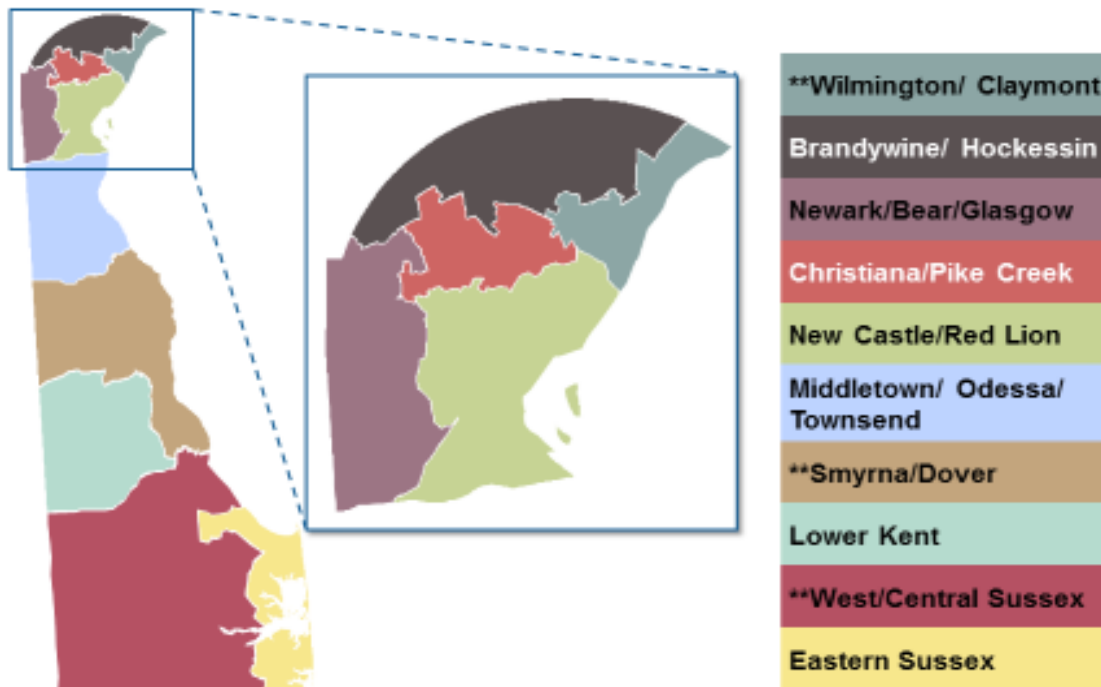 **Wilmington/ Claymont
Brandywine/ Hockessin
Newark/Bear/Glasgow
Christiana/Pike Creek
New Castle/Red Lion
Middletown/ Odessa/
Townsend
**Smyrna/Dover
Lower Kent
**West/Central Sussex
Eastern Sussex